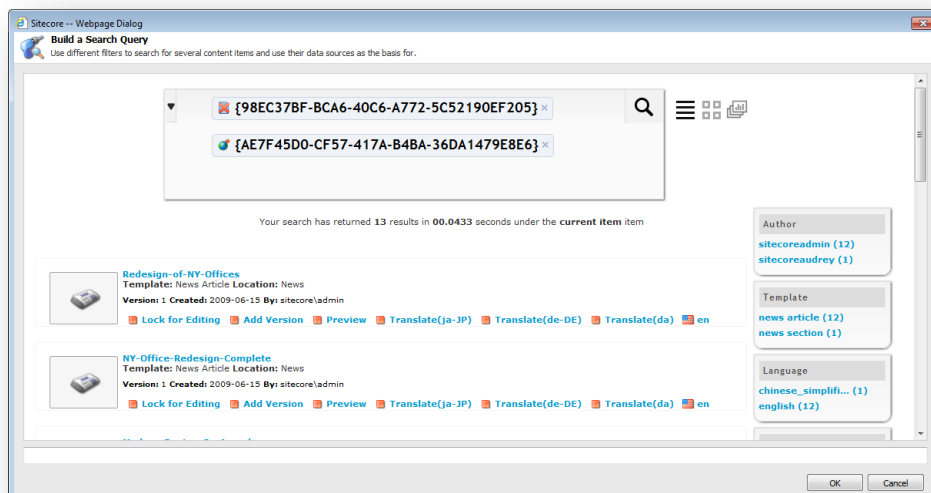 Sitecore -- Webpage Dialog
Build a Search Query
Use different filters to search for several content items and use their data sources as the basis for.
{98EC37BF-BCA6-40C6-A772-5C52190EF205} ×
{AE7F45D0-CF57-417A-B4BA-36DA1479E8E6} ×
Your search has returned 13 results in 00.0433 seconds under the current item item
Redesign-of-NY-Offices
Template: News Article Location: News
Version: 1 Created: 2009-06-15 By: sitecore\admin
Lock for Editing Add Version Preview Translate(ja-JP) Translate(de-DE) Translate(da) en
NY-Office-Redesign-Complete
Template: News Article Location: News
Version: 1 Created: 2009-06-15 By: sitecore\admin
Lock for Editing Add Version Preview Translate(ja-JP) Translate(de-DE) Translate(da) en
Author
sitecoreadmin (12)
sitecoreaudrey (1)
Template
news article (12)
news section (1)
Language
chinese_simplifi... (1)
english (12)
OK Cancel